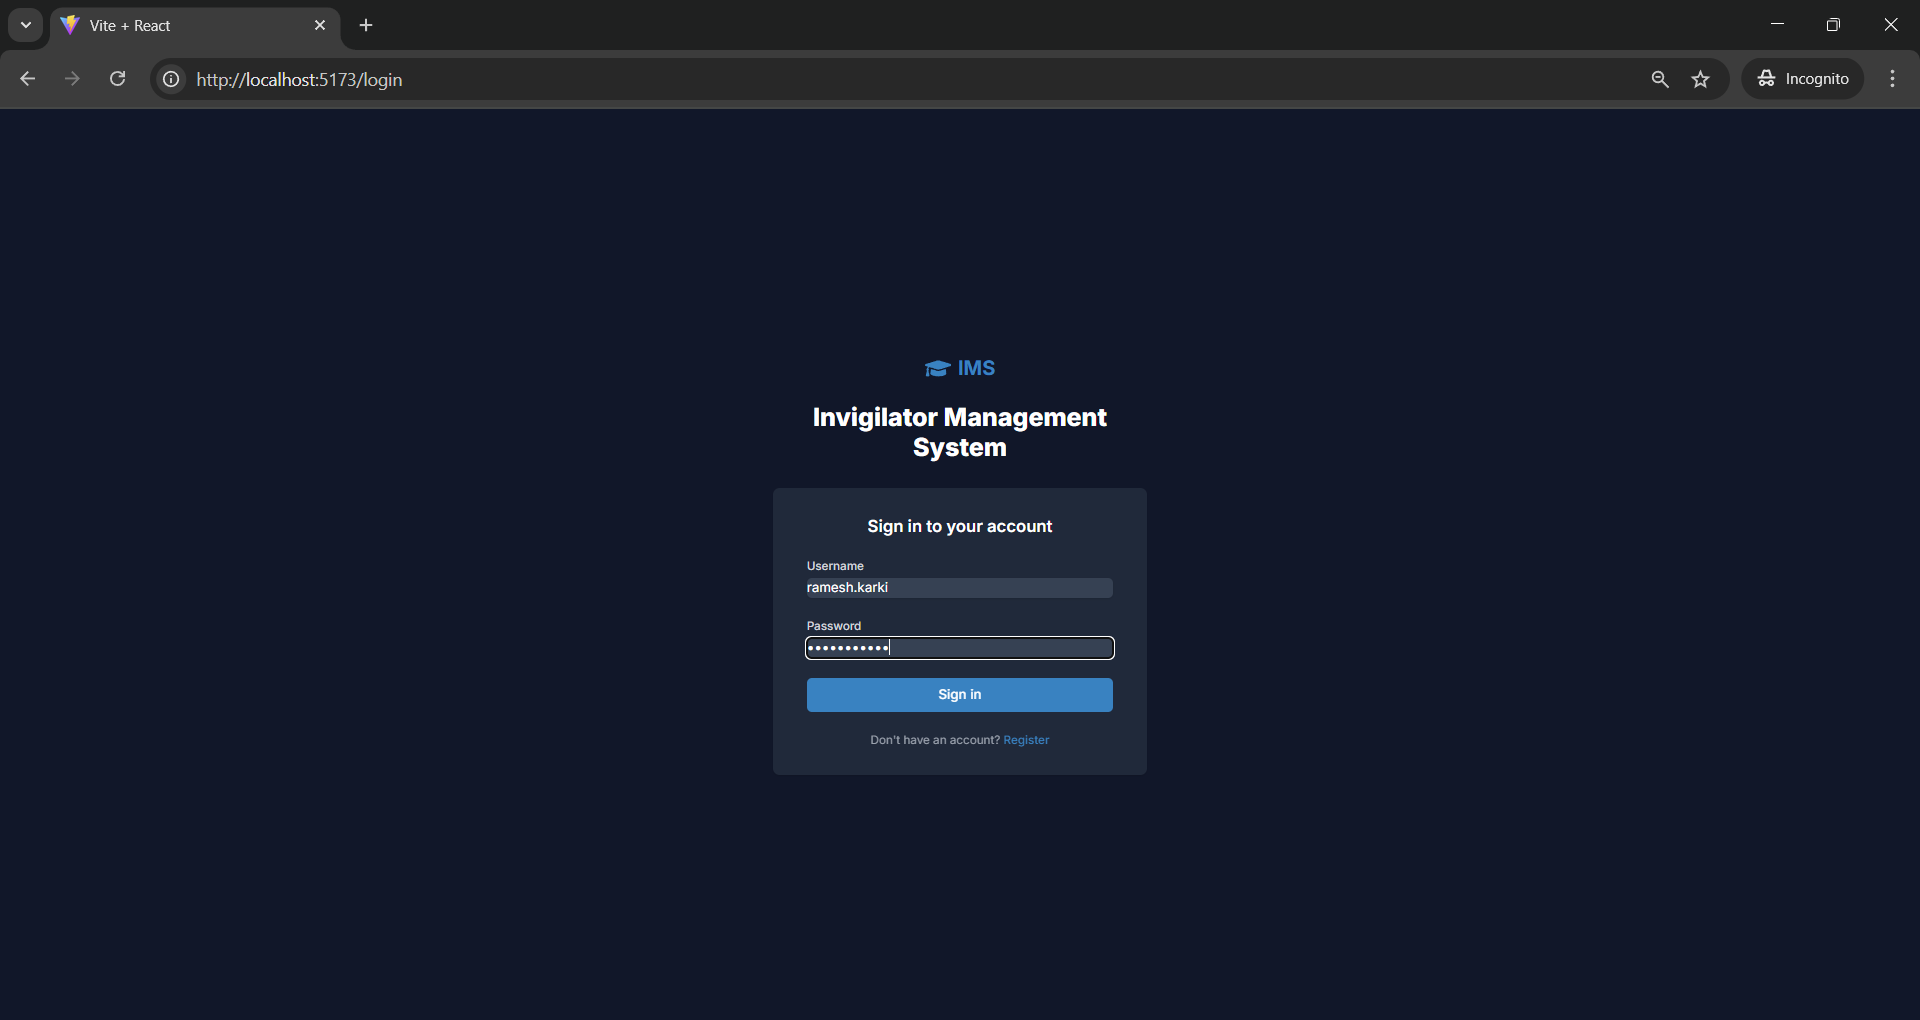 Vite + React
http://localhost:5173/login
Incognito
IMS
Invigilator Management
System
Sign in to your account
Username
ramesh.karki
Password
•••••••••••
Sign in
Don't have an account? Register